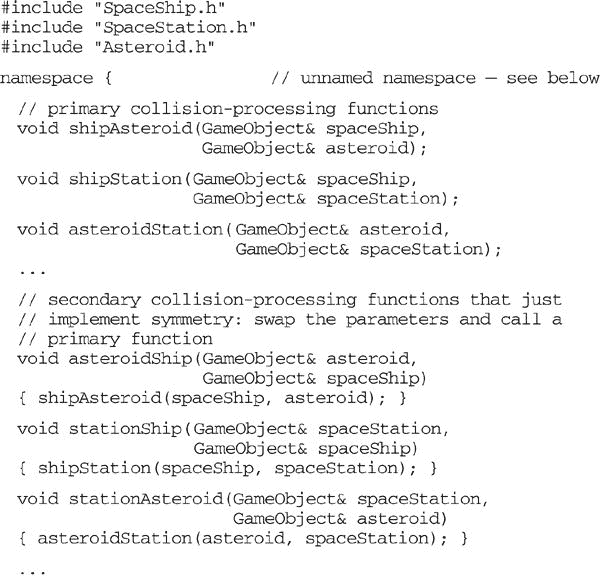 #include "SpaceShip.h"
#include "SpaceStation.h"
#include "Asteroid.h"
namespace {                // unnamed namespace — see below
  // primary collision-processing functions
  void shipAsteroid(GameObject& spaceShip,
                    GameObject& asteroid);
  void shipStation(GameObject& spaceShip,
                   GameObject& spaceStation);
  void asteroidStation(GameObject& asteroid,
                       GameObject& spaceStation);
  ...
  // secondary collision-processing functions that just
  // implement symmetry: swap the parameters and call a
  // primary function
  void asteroidShip(GameObject& asteroid,
                    GameObject& spaceShip)
  { shipAsteroid(spaceShip, asteroid); }
  void stationShip(GameObject& spaceStation,
                   GameObject& spaceShip)
  { shipStation(spaceShip, spaceStation); }
  void stationAsteroid(GameObject& spaceStation,
                       GameObject& asteroid)
  { asteroidStation(asteroid, spaceStation); }
  ...